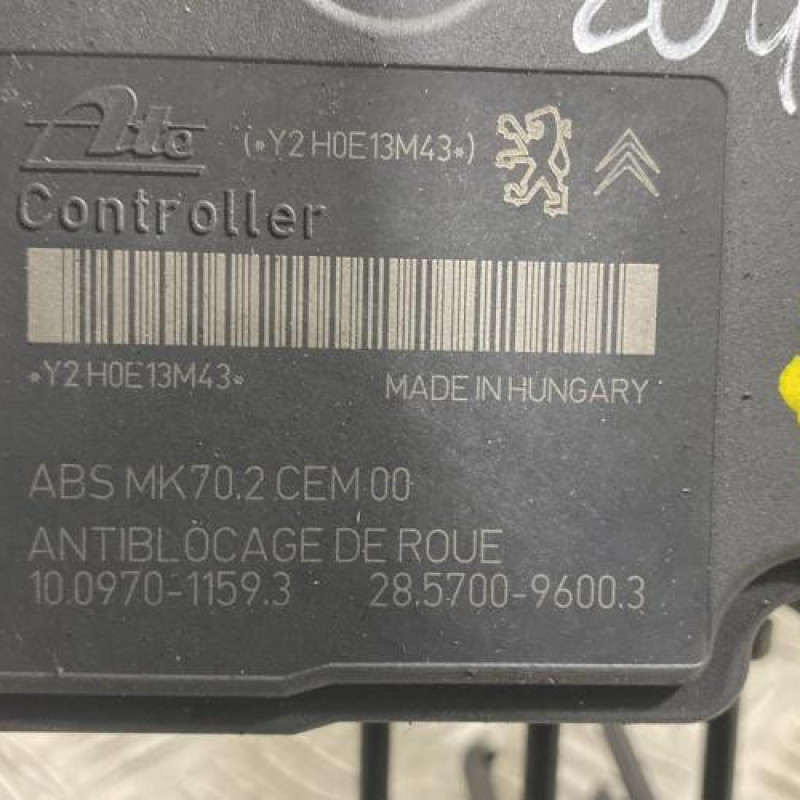 Ate (*Y2 H0E13M43*)
Controller
*Y2 H0E13M43*
MADE IN HUNGARY
ABS MK70.2 CEM 00
ANTIBLOCAGE DE ROUE
10.0970-1159.3 28.5700-9600.3